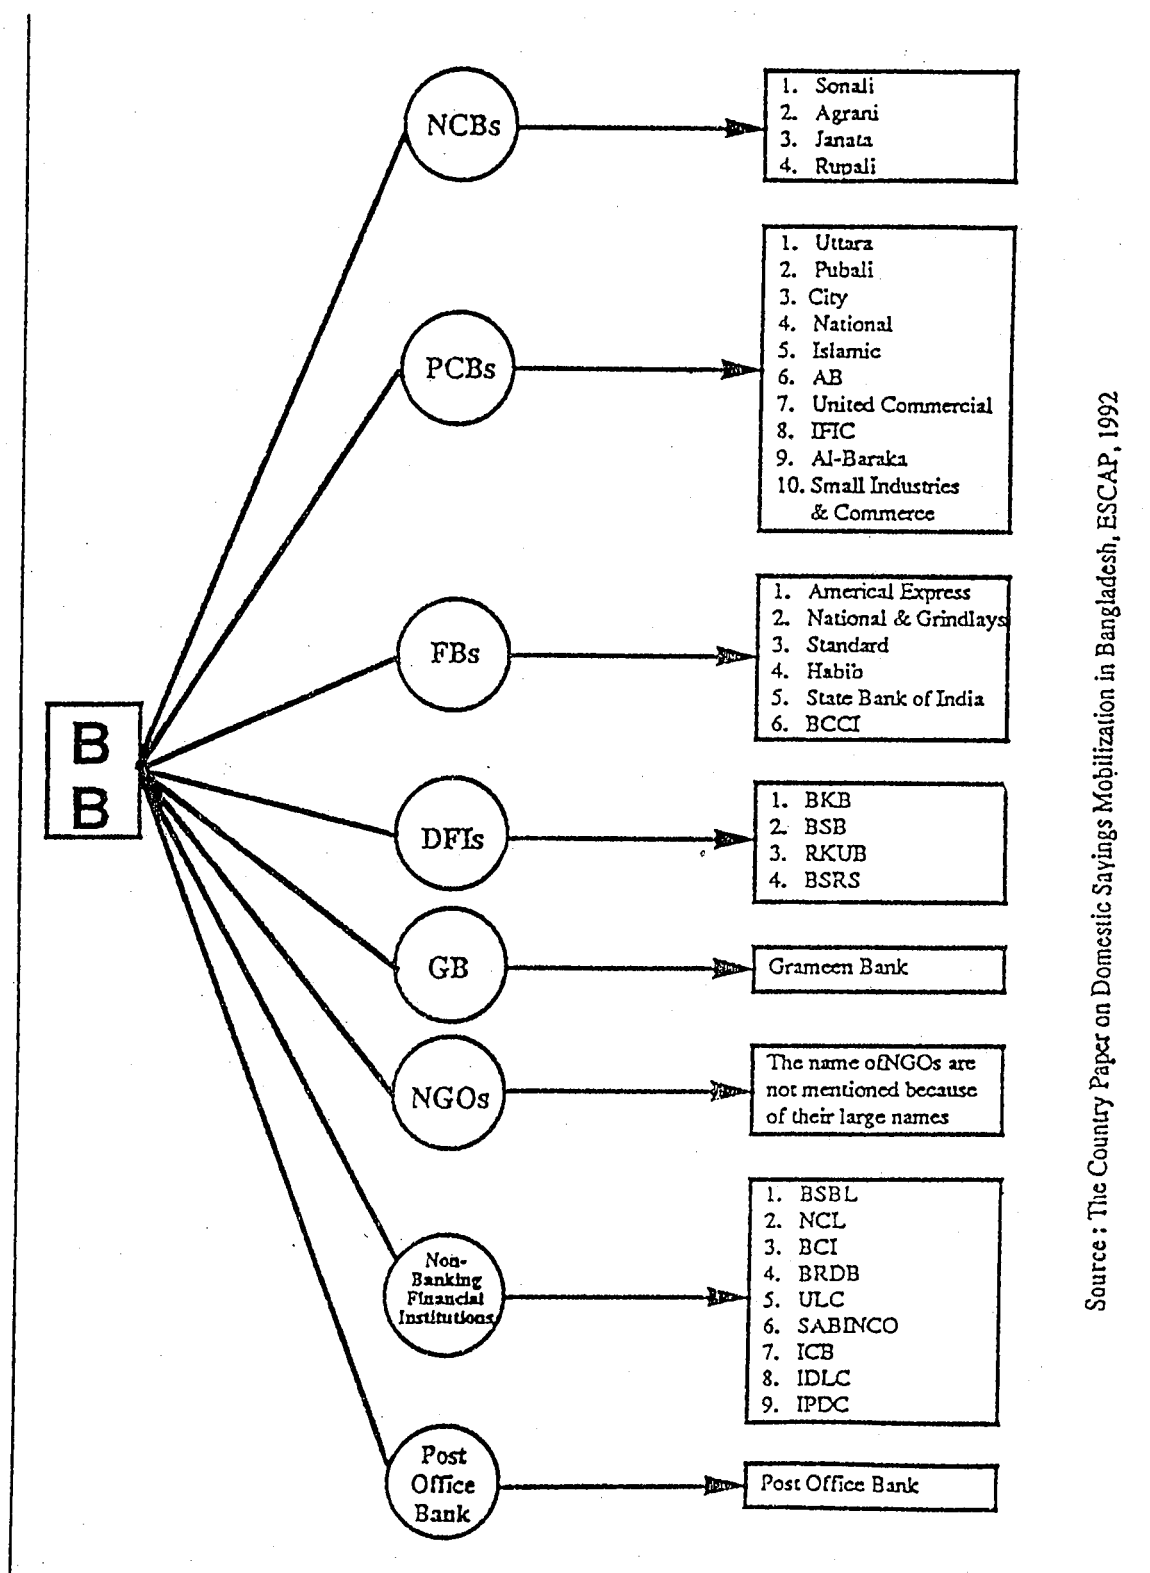 B
B
NCBs
1. Sonali
2. Agrani
3. Janata
4. Rupali
PCBs
1. Uttara
2. Pubali
3. City
4. National
5. Islamic
6. AB
7. United Commercial
8. IFIC
9. Al-Baraka
10. Small Industries
& Commerce
FBs
1. Americal Express
2. National & Grindlays
3. Standard
4. Habib
5. State Bank of India
6. BCCI
DFIs
1. BKB
2. BSB
3. RKUB
4. BSRS
GB
Grameen Bank
NGOs
The name of NGOs are
not mentioned because
of their large names
Non-
Banking
Financial
Institutions
1. BSBL
2. NCL
3. BCI
4. BRDB
5. ULC
6. SABINCO
7. ICB
8. IDLC
9. IPDC
Post
Office
Bank
Post Office Bank
Source : The Country Paper on Domestic Savings Mobilization in Bangladesh, ESCAP, 1992